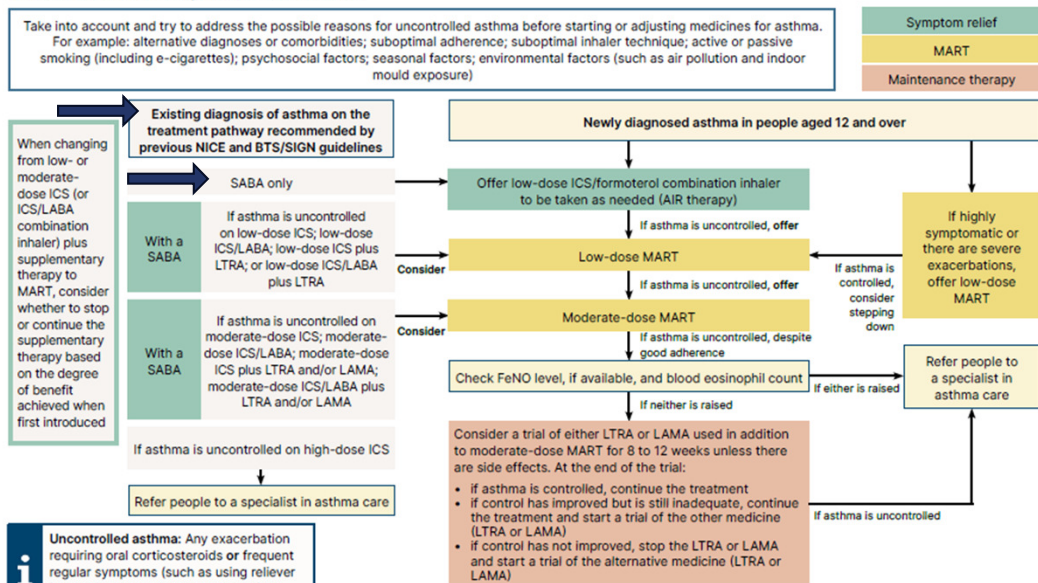 Take into account and try to address the possible reasons for uncontrolled asthma before starting or adjusting medicines for asthma.
For example: alternative diagnoses or comorbidities; suboptimal adherence; suboptimal inhaler technique; active or passive
smoking (including e-cigarettes); psychosocial factors; seasonal factors; environmental factors (such as air pollution and indoor
mould exposure)
Symptom relief
MART
Maintenance therapy
When changing
from low- or
moderate-
dose ICS (or
ICS/LABA
combination
inhaler) plus
supplementary
therapy to
MART, consider
whether to stop
or continue the
supplementary
therapy based
on the degree
of benefit
achieved when
first introduced
Existing diagnosis of asthma on the
treatment pathway recommended by
previous NICE and BTS/SIGN guidelines
SABA only
With a
SABA
If asthma is uncontrolled
on low-dose ICS; low-dose
ICS/LABA; low-dose ICS plus
LTRA; or low-dose ICS/LABA
plus LTRA
Consider
With a
SABA
If asthma is uncontrolled on
moderate-dose ICS; moderate-
dose ICS/LABA; moderate-dose
ICS plus LTRA and/or LAMA;
moderate-dose ICS/LABA plus
LTRA and/or LAMA
Consider
If asthma is uncontrolled on high-dose ICS
Refer people to a specialist in asthma care
Uncontrolled asthma: Any exacerbation
requiring oral corticosteroids or frequent
regular symptoms (such as using reliever
i
Newly diagnosed asthma in people aged 12 and over
Offer low-dose ICS/formoterol combination inhaler
to be taken as needed (AIR therapy)
If asthma is uncontrolled, offer
Low-dose MART
If asthma is uncontrolled, offer
Moderate-dose MART
If asthma is uncontrolled, despite
good adherence
Check FeNO level, if available, and blood eosinophil count
If neither is raised
Consider a trial of either LTRA or LAMA used in addition
to moderate-dose MART for 8 to 12 weeks unless there
are side effects. At the end of the trial:
• if asthma is controlled, continue the treatment
• if control has improved but is still inadequate, continue
the treatment and start a trial of the other medicine
(LTRA or LAMA)
• if control has not improved, stop the LTRA or LAMA
and start a trial of the alternative medicine (LTRA or
LAMA)
If highly
symptomatic or
there are severe
exacerbations,
offer low-dose
MART
If asthma is
controlled,
consider
stepping
down
If either is raised
Refer people to
a specialist in
asthma care
If asthma is uncontrolled